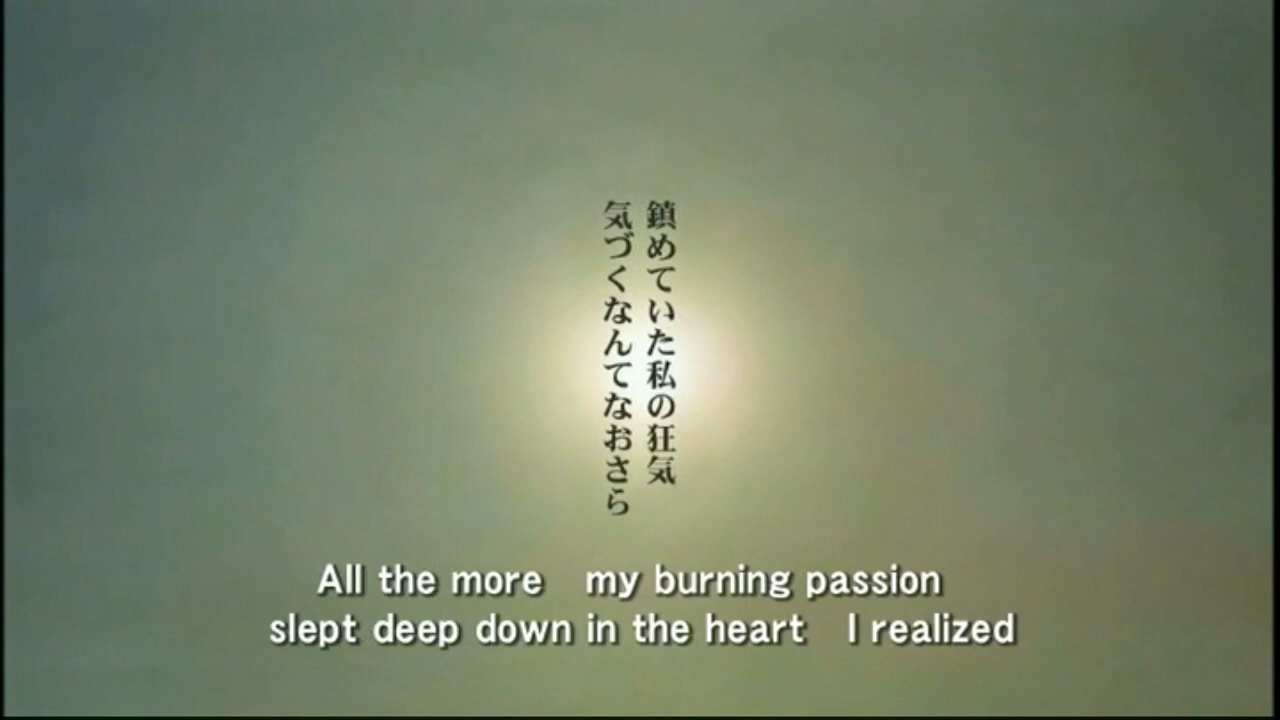 鎮めていた私の狂気
気づくなんてなおさら
All the more my burning passion
slept deep down in the heart I realized